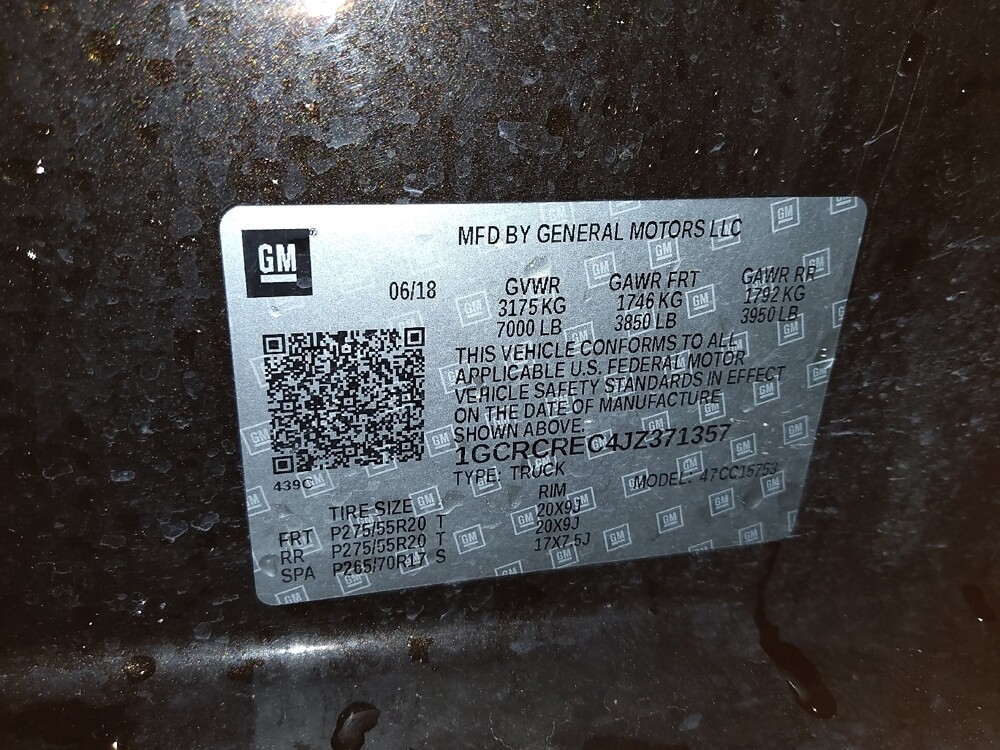 GM
MFD BY GENERAL MOTORS LLC
06/18
GVWR GAWR FRT GAWR RR
3175 KG 1746 KG 1792 KG
7000 LB 3850 LB 3950 LB
THIS VEHICLE CONFORMS TO ALL
APPLICABLE U.S. FEDERAL MOTOR
VEHICLE SAFETY STANDARDS IN EFFECT
ON THE DATE OF MANUFACTURE
SHOWN ABOVE.
1GCRCREC4JZ371357
TYPE: TRUCK MODEL: 47CC15753
439C
TIRE SIZE RIM
FRT P275/55R20 T 20X9J
RR P275/55R20 T 20X9J
SPA P265/70R17 S 17X7.5J